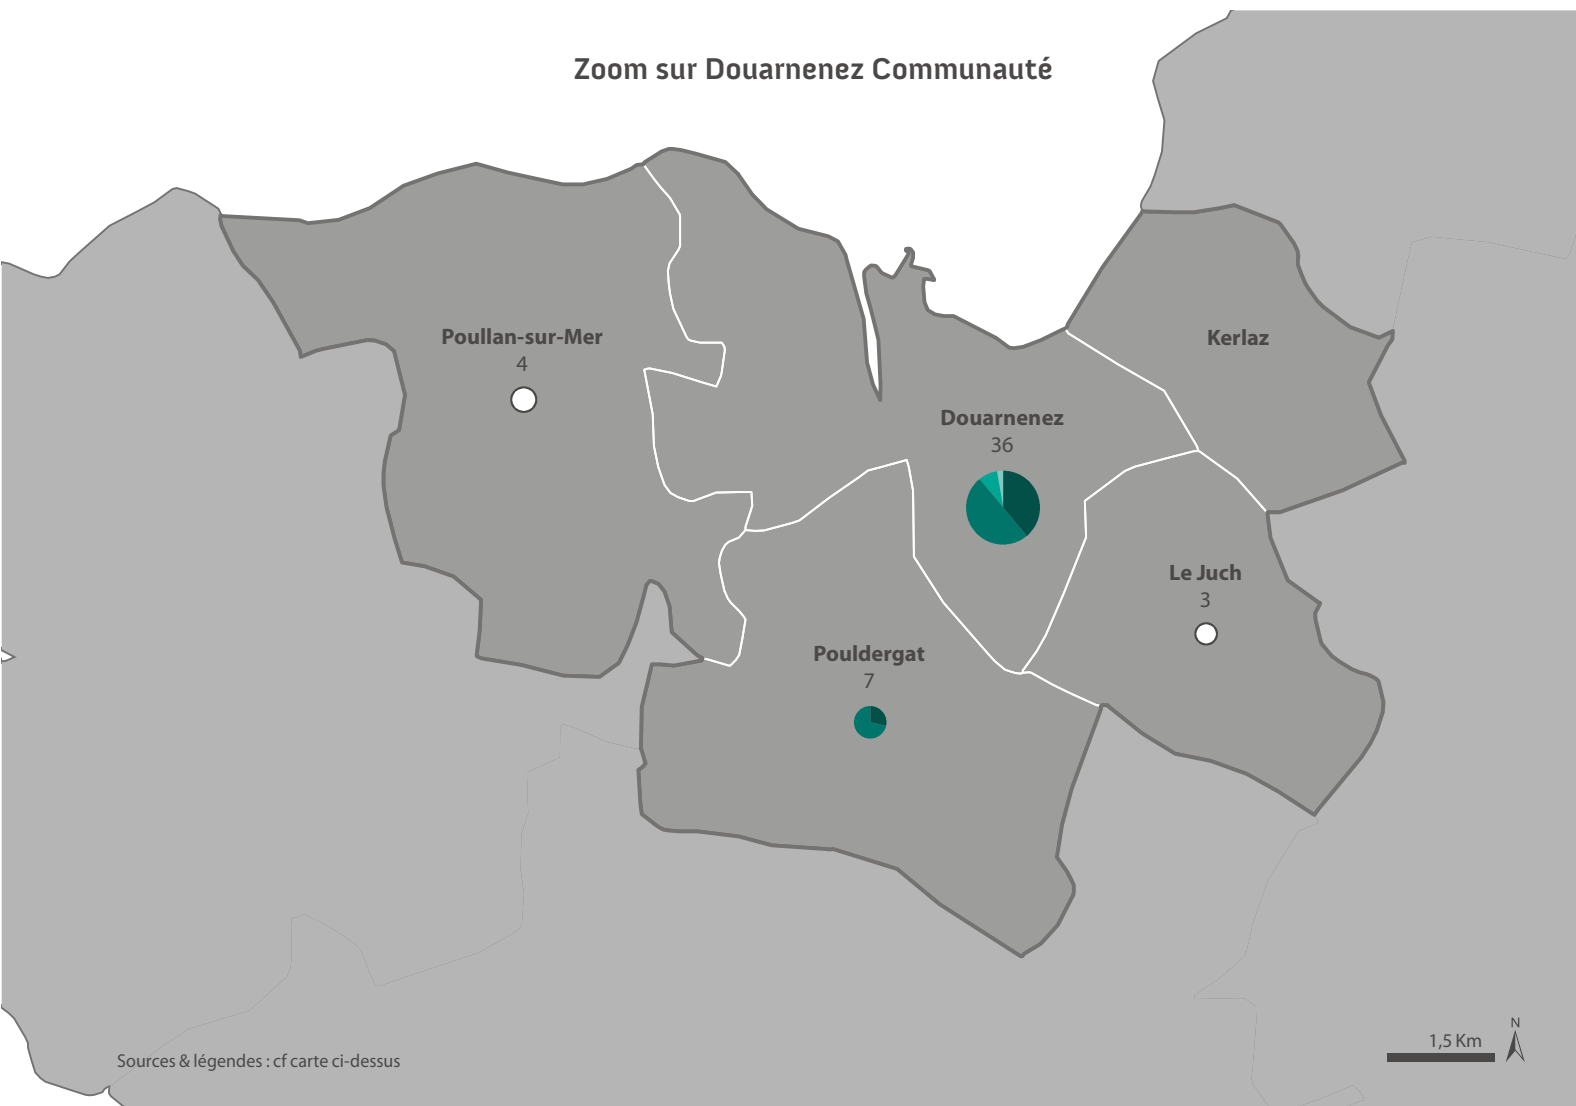 Zoom sur Douarnenez Communauté
Poullan-sur-Mer
4
Kerlaz
Douarnenez
36
Le Juch
3
Pouldergat
7
Sources & légendes : cf carte ci-dessus
1,5 Km
N